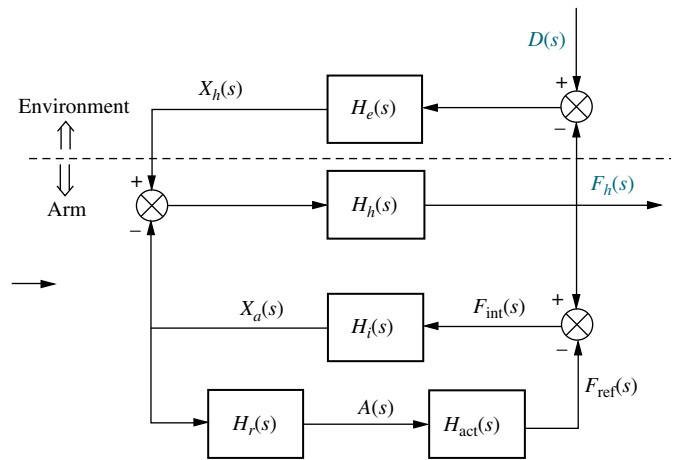 D(s)
+
−
X_h(s)
H_e(s)
Environment
Arm
+
−
H_h(s)
F_h(s)
X_a(s)
H_i(s)
F_int(s)
+
−
F_ref(s)
H_r(s)
A(s)
H_act(s)